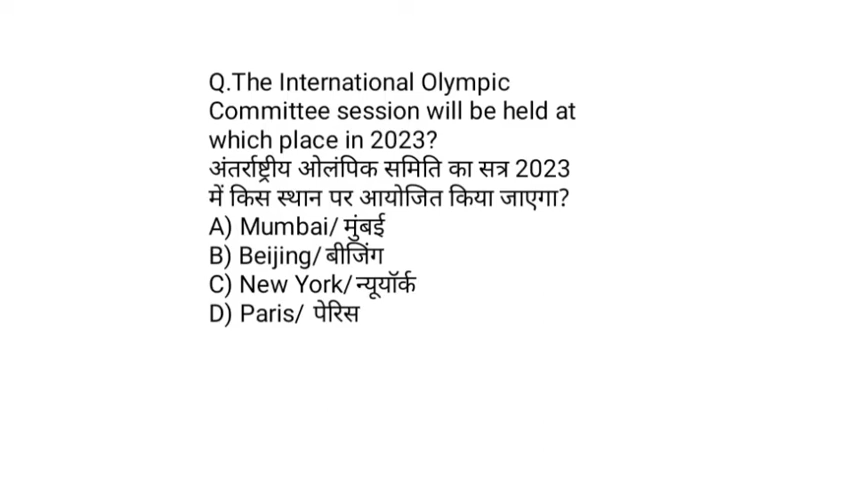 Q.The International Olympic
Committee session will be held at
which place in 2023?
अंतर्राष्ट्रीय ओलंपिक समिति का सत्र 2023
में किस स्थान पर आयोजित किया जाएगा?
A) Mumbai/ मुंबई
B) Beijing/ बीजिंग
C) New York/ न्यूयॉर्क
D) Paris/ पेरिस